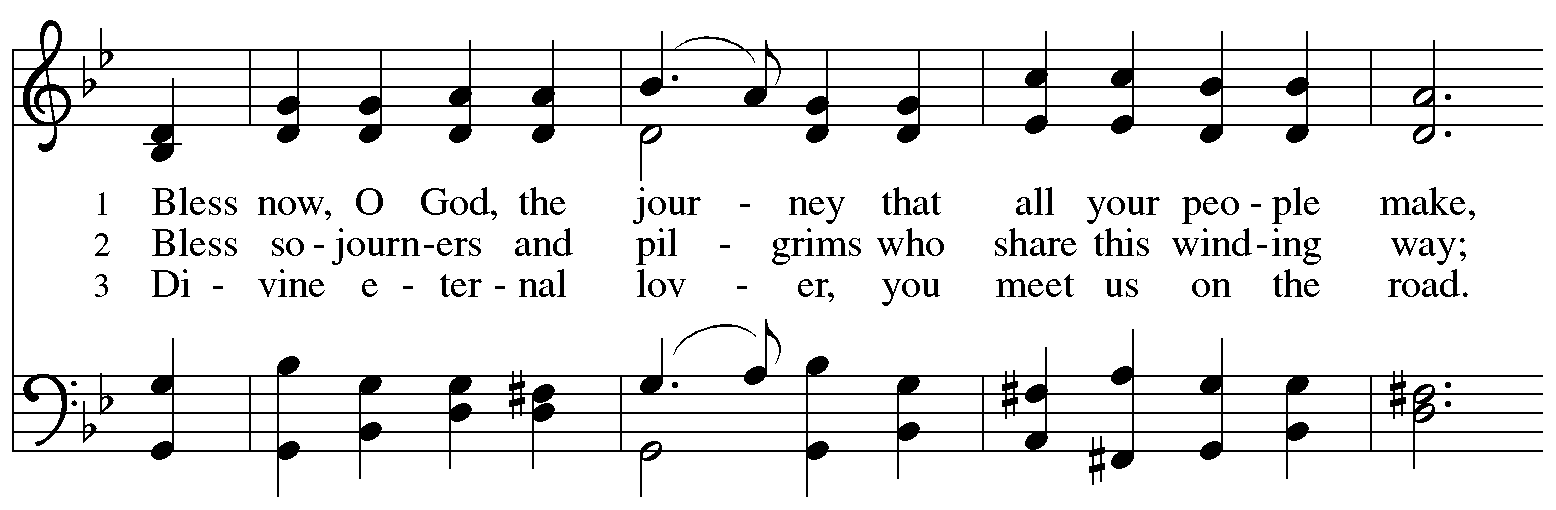 1 Bless now, O God, the jour - ney that all your peo - ple make,
2 Bless so - journ - ers and pil - grims who share this wind - ing way;
3 Di - vine e - ter - nal lov - er, you meet us on the road.